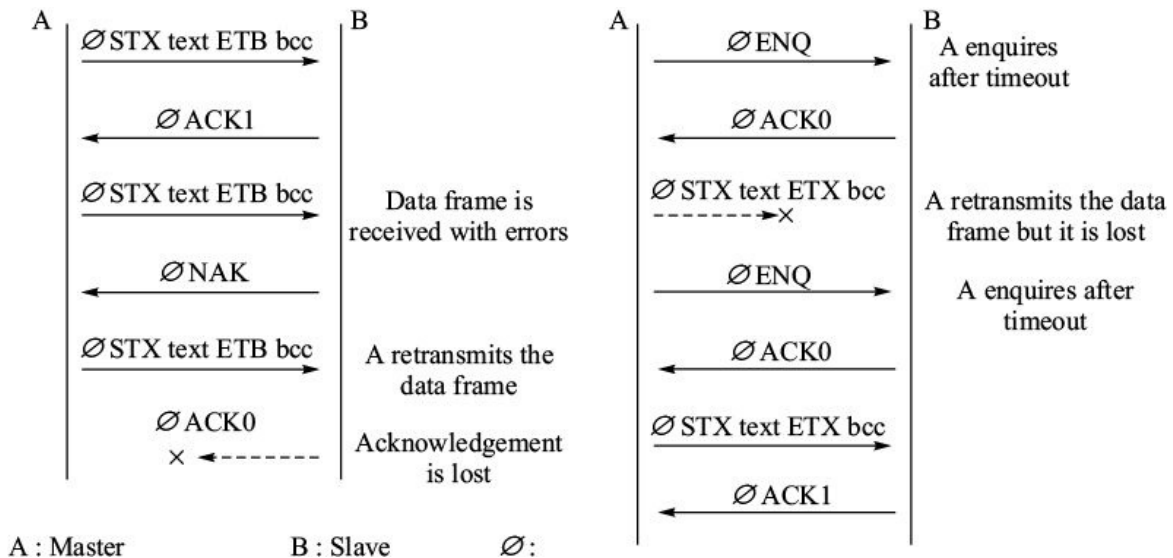 A
B
∅ STX text ETB bcc
∅ ACK1
∅ STX text ETB bcc
Data frame is
received with errors
∅ NAK
∅ STX text ETB bcc
A retransmits the
data frame
∅ ACK0
Acknowledgement
is lost
A
B
∅ ENQ
A enquires
after timeout
∅ ACK0
∅ STX text ETX bcc
A retransmits the data
frame but it is lost
∅ ENQ
A enquires after
timeout
∅ ACK0
∅ STX text ETX bcc
∅ ACK1
A : Master B : Slave ∅ :